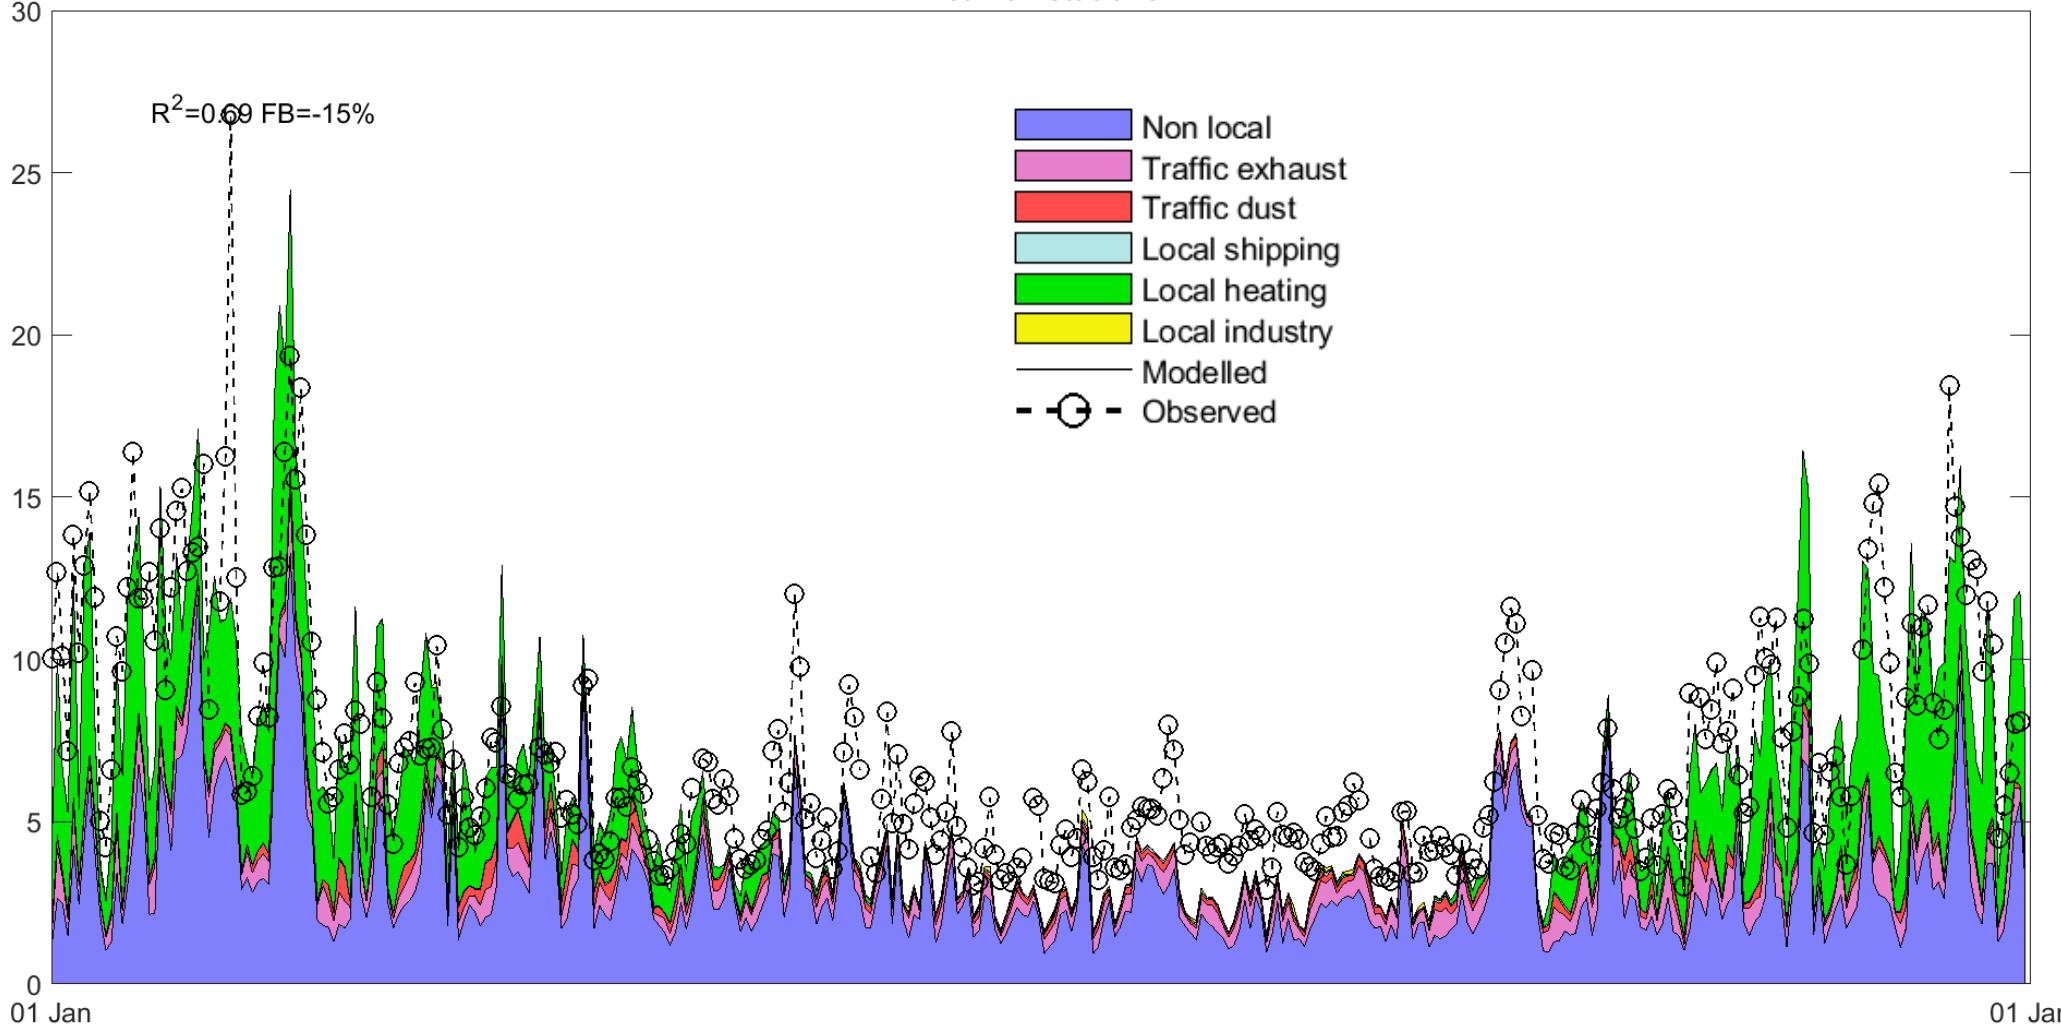 30
R2=0.69 FB=-15%
25
20
15
10
5
0
01 Jan
01 Jan
Non local
Traffic exhaust
Traffic dust
Local shipping
Local heating
Local industry
Modelled
Observed